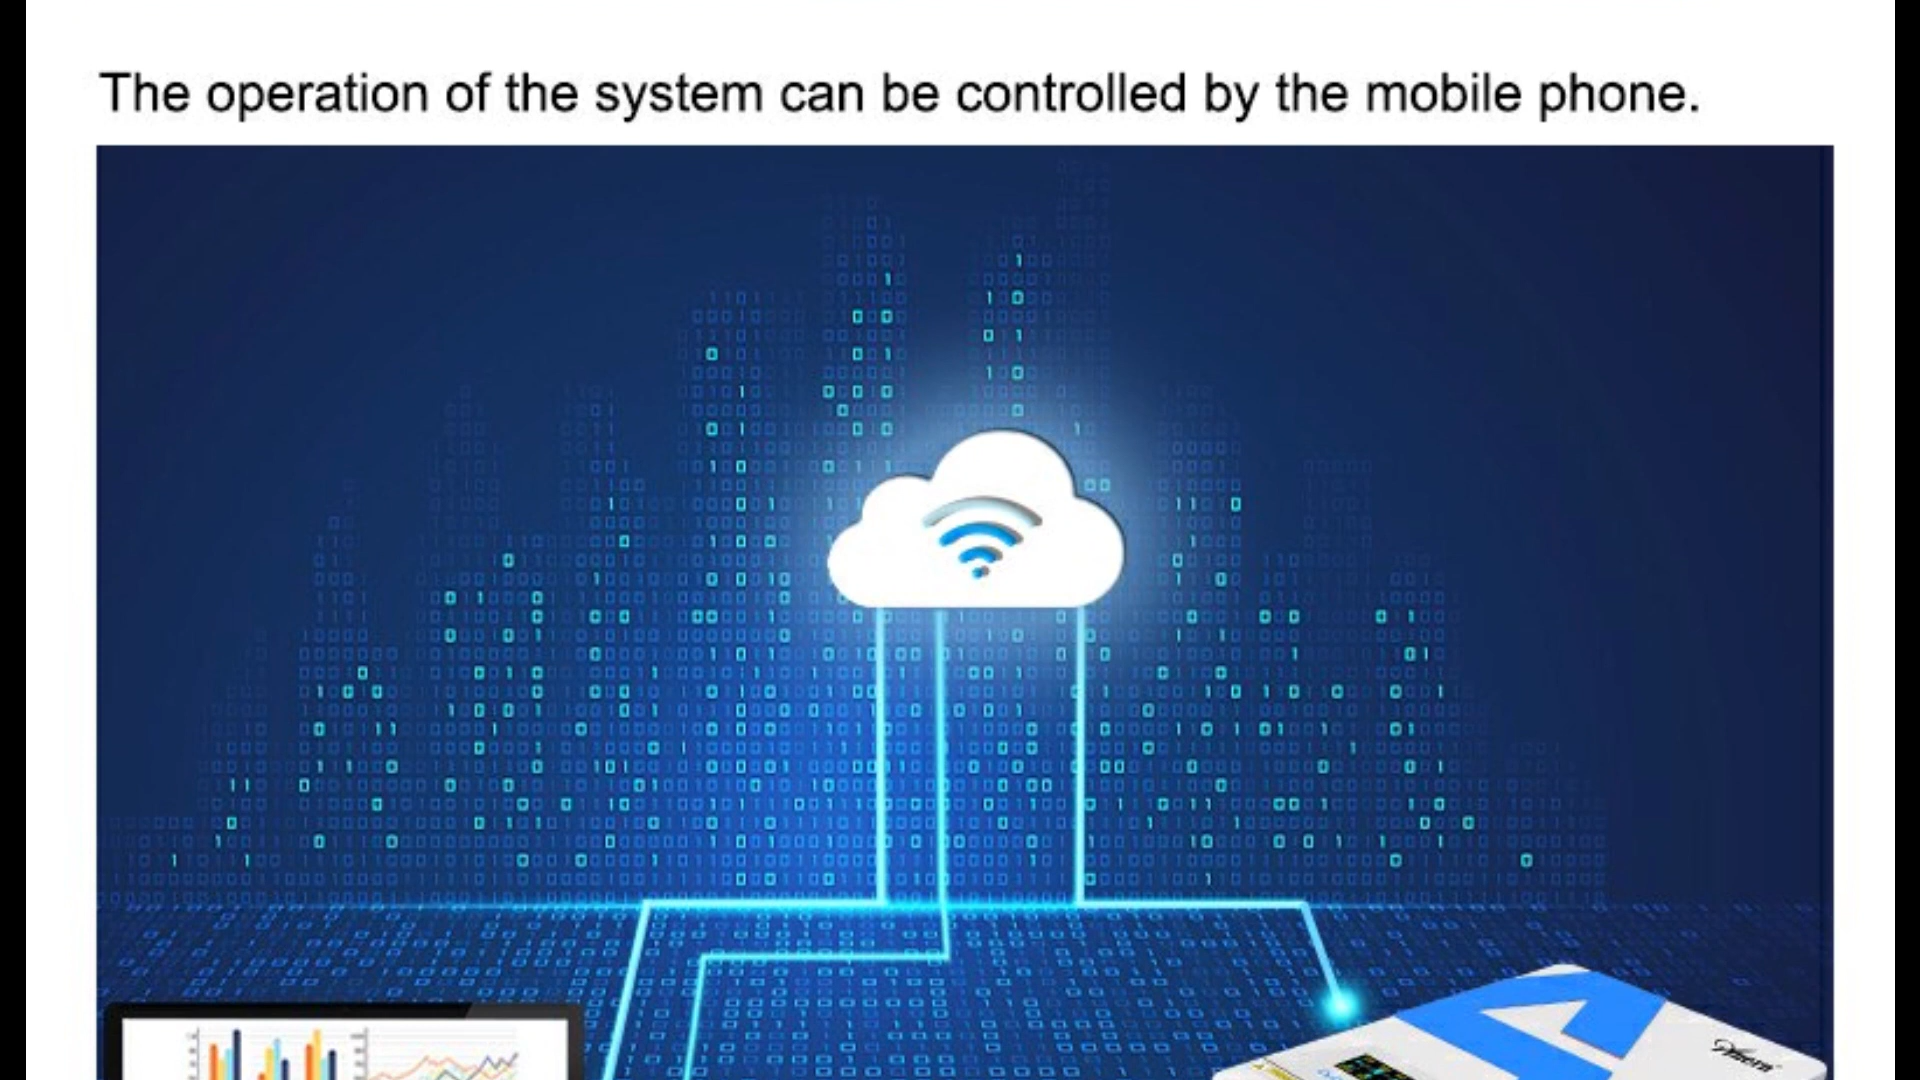 The operation of the system can be controlled by the mobile phone.